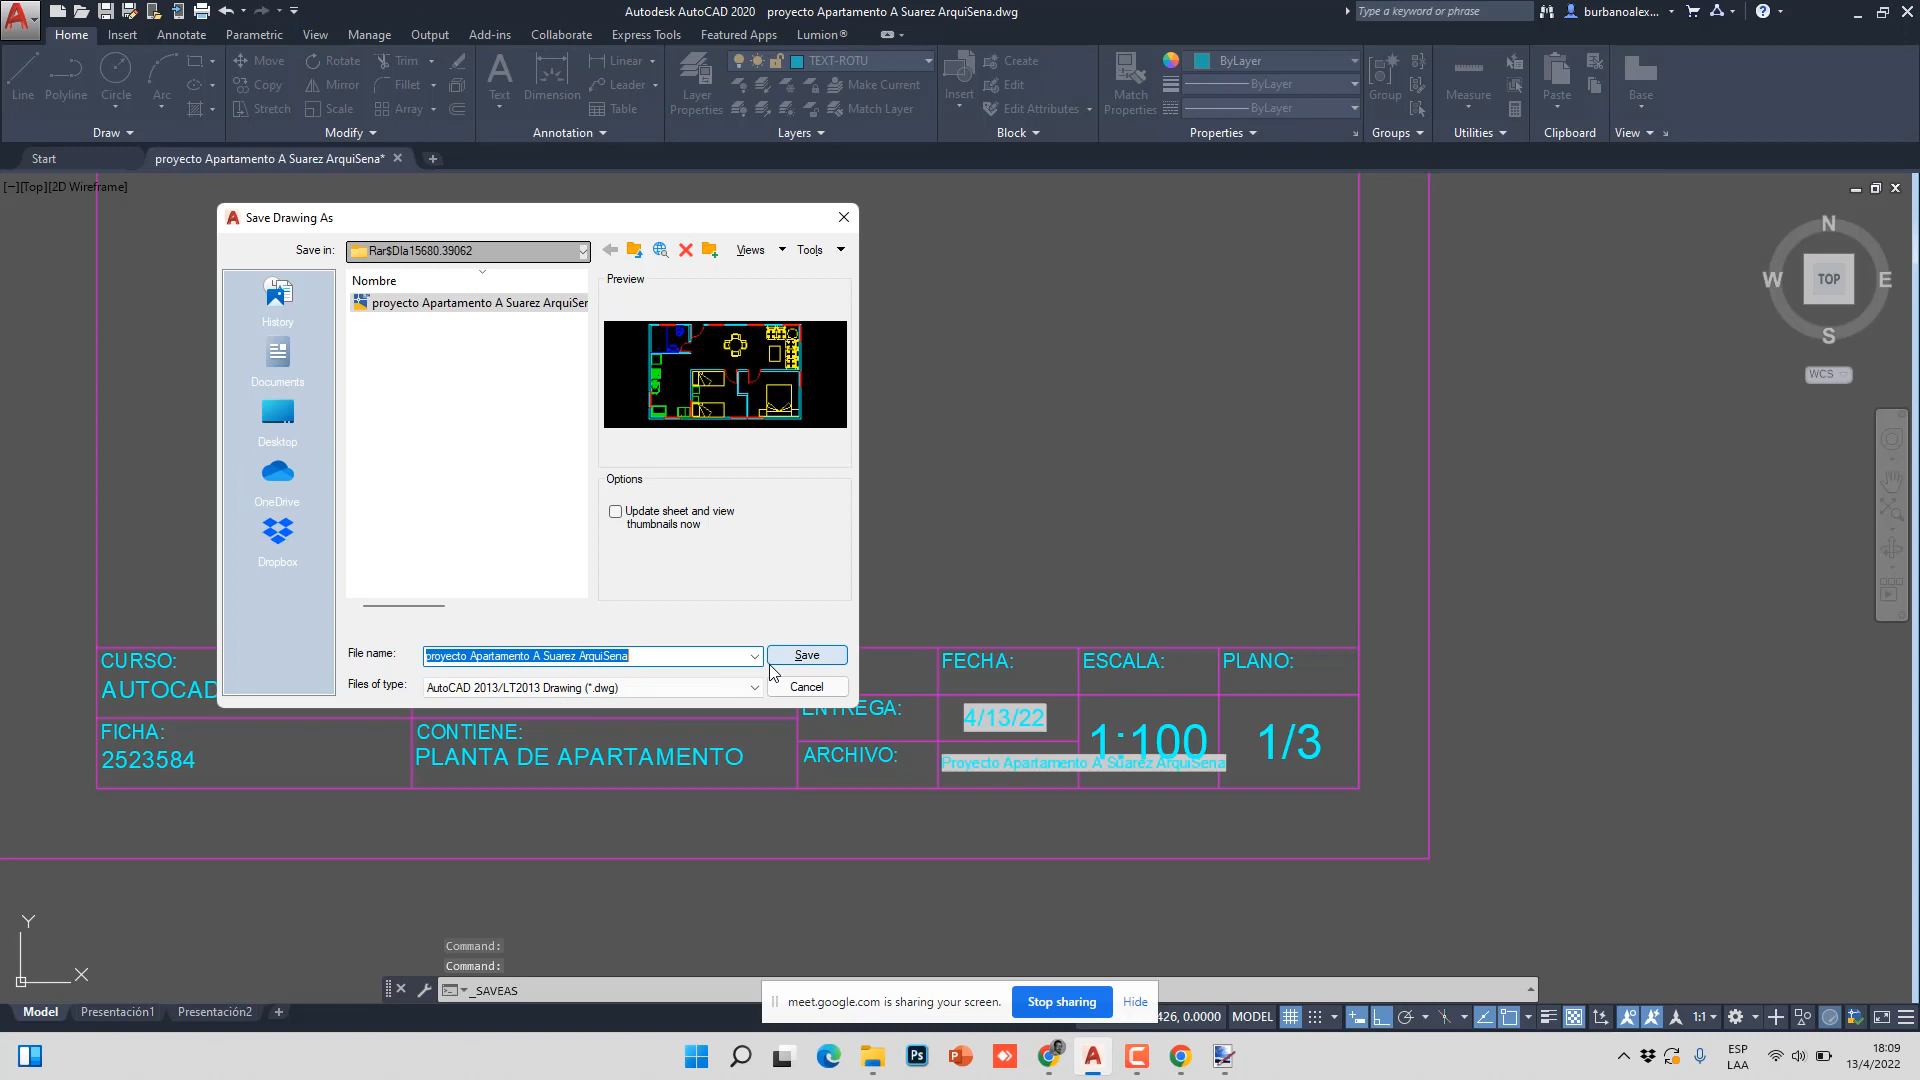 Autodesk AutoCAD 2020 proyecto Apartamento A Suarez ArquiSena.dwg
Type a keyword or phrase
burbanoalex...
Home Insert Annotate Parametric View Manage Output Add-ins Collaborate Express Tools Featured Apps Lumion®
Line Polyline Circle Arc
Move Rotate Trim
Copy Mirror Fillet
Stretch Scale Array
Text Dimension
Linear
Leader
Table
Layer Properties
TEXT-ROTU
Make Current
Match Layer
Insert
Create
Edit
Edit Attributes
Match Properties
ByLayer
ByLayer
ByLayer
Group Measure Paste Base
Draw Modify Annotation Layers Block Properties Groups Utilities Clipboard View
Start proyecto Apartamento A Suarez ArquiSena*
[−][Top][2D Wireframe]
N
W TOP E
S
WCS
Save Drawing As
Save in: Rar$DIa15680.39062
Views Tools
Nombre
proyecto Apartamento A Suarez ArquiSer
Preview
History
Documents
Desktop
OneDrive
Dropbox
Options
Update sheet and view
thumbnails now
File name: proyecto Apartamento A Suarez ArquiSena
Save
Files of type: AutoCAD 2013/LT2013 Drawing (*.dwg)
Cancel
CURSO:
AUTOCAD
FICHA:
2523584
CONTIENE:
PLANTA DE APARTAMENTO
ENTREGA:
ARCHIVO:
FECHA:
4/13/22
Proyecto Apartamento A Suarez ArquiSena
ESCALA:
1:100
PLANO:
1/3
Y
X
Command:
Command:
_SAVEAS
meet.google.com is sharing your screen.
Stop sharing
Hide
Model Presentación1 Presentación2
426, 0.0000 MODEL
1:1
Ps
ESP
LAA
18:09
13/4/2022